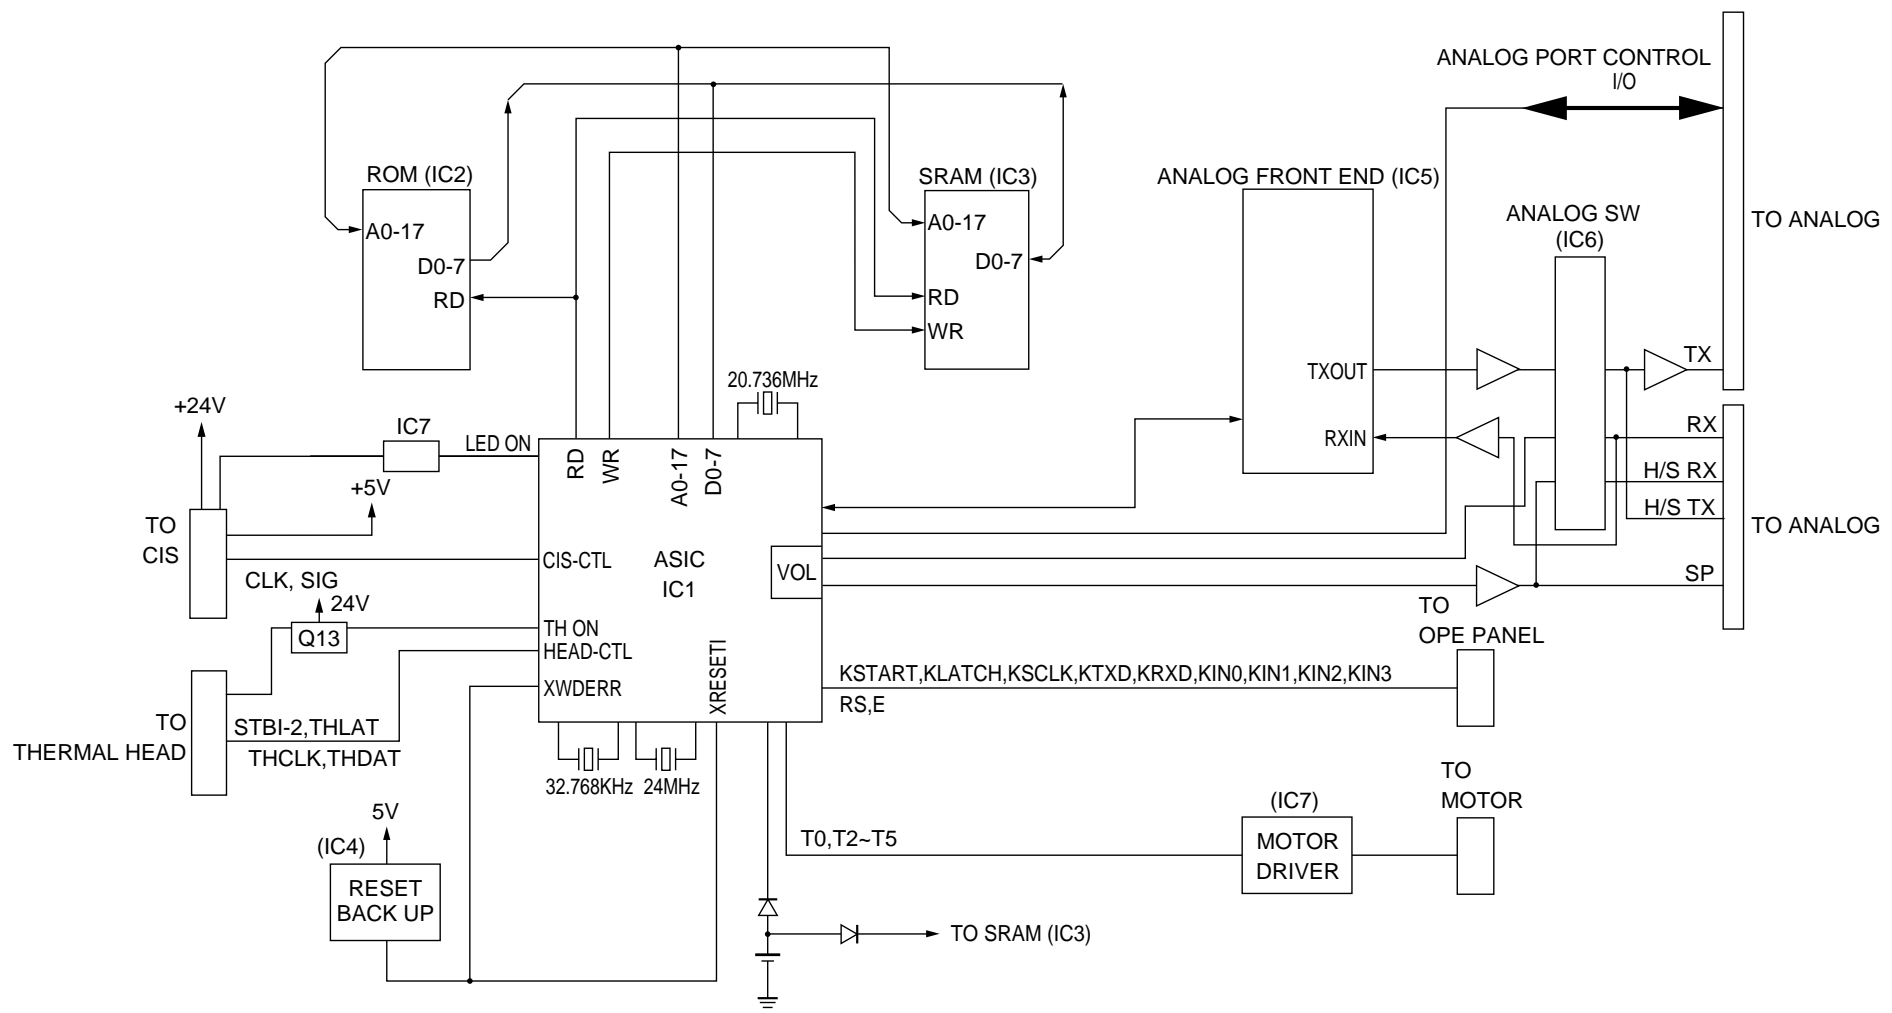 ANALOG PORT CONTROL
I/O
ROM (IC2)
A0-17
D0-7
RD
SRAM (IC3)
A0-17
D0-7
RD
WR
ANALOG FRONT END (IC5)
TXOUT
RXIN
ANALOG SW
(IC6)
TO ANALOG
TX
RX
H/S RX
H/S TX
SP
TO ANALOG
20.736MHz
+24V
IC7
LED ON
+5V
TO
CIS
CLK, SIG
24V
Q13
RD
WR
A0-17
D0-7
CIS-CTL
ASIC
IC1
VOL
TH ON
HEAD-CTL
XWDERR
XRESETI
TO
THERMAL HEAD
STBI-2,THLAT
THCLK,THDAT
32.768KHz
24MHz
TO
OPE PANEL
KSTART,KLATCH,KSCLK,KTXD,KRXD,KIN0,KIN1,KIN2,KIN3
RS,E
TO
MOTOR
(IC7)
MOTOR
DRIVER
T0,T2~T5
5V
(IC4)
RESET
BACK UP
TO SRAM (IC3)